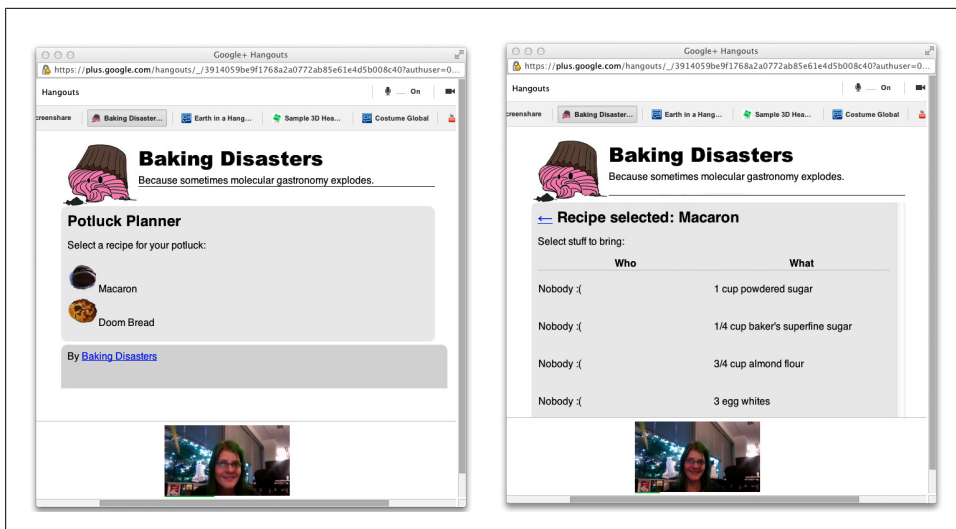 Google+ Hangouts
https://plus.google.com/hangouts/_/3914059be9f1768a2a0772ab85e61e4d5b008c40?authuser=0...
Hangouts
.... On
creenshare Baking Disaster... Earth in a Hang... Sample 3D Hea... Costume Global
Baking Disasters
Because sometimes molecular gastronomy explodes.
Potluck Planner
Select a recipe for your potluck:
Macaron
Doom Bread
By Baking Disasters
Google+ Hangouts
https://plus.google.com/hangouts/_/3914059be9f1768a2a0772ab85e61e4d5b008c40?authuser=0...
Hangouts
.... On
creenshare Baking Disaster... Earth in a Hang... Sample 3D Hea... Costume Global
Baking Disasters
Because sometimes molecular gastronomy explodes.
← Recipe selected: Macaron
Select stuff to bring:
Who What
Nobody :( 1 cup powdered sugar
Nobody :( 1/4 cup baker's superfine sugar
Nobody :( 3/4 cup almond flour
Nobody :( 3 egg whites